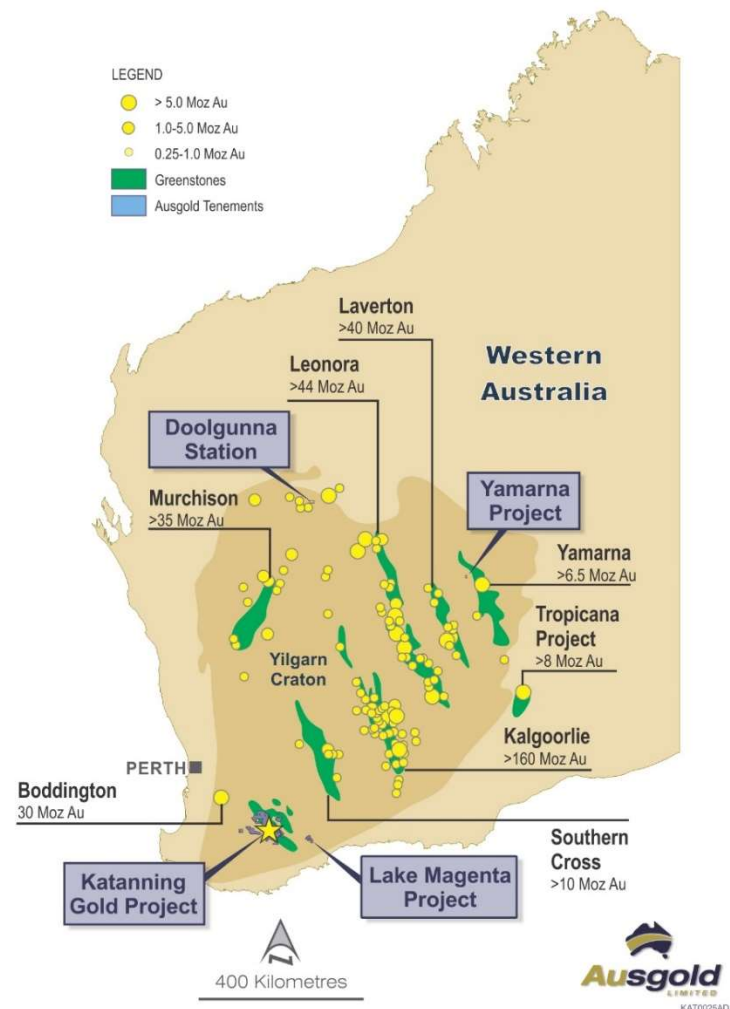 LEGEND
> 5.0 Moz Au
1.0-5.0 Moz Au
0.25-1.0 Moz Au
Greenstones
Ausgold Tenements
Laverton
>40 Moz Au
Leonora
>44 Moz Au
Western
Australia
Doolgunna
Station
Murchison
>35 Moz Au
Yamarna
Project
Yamarna
>6.5 Moz Au
Tropicana
Project
>8 Moz Au
Yilgarn
Craton
Kalgoorlie
>160 Moz Au
PERTH
Boddington
30 Moz Au
Southern
Cross
>10 Moz Au
Katanning
Gold Project
Lake Magenta
Project
N
400 Kilometres
Ausgold
LIMITED
KAT0025AD